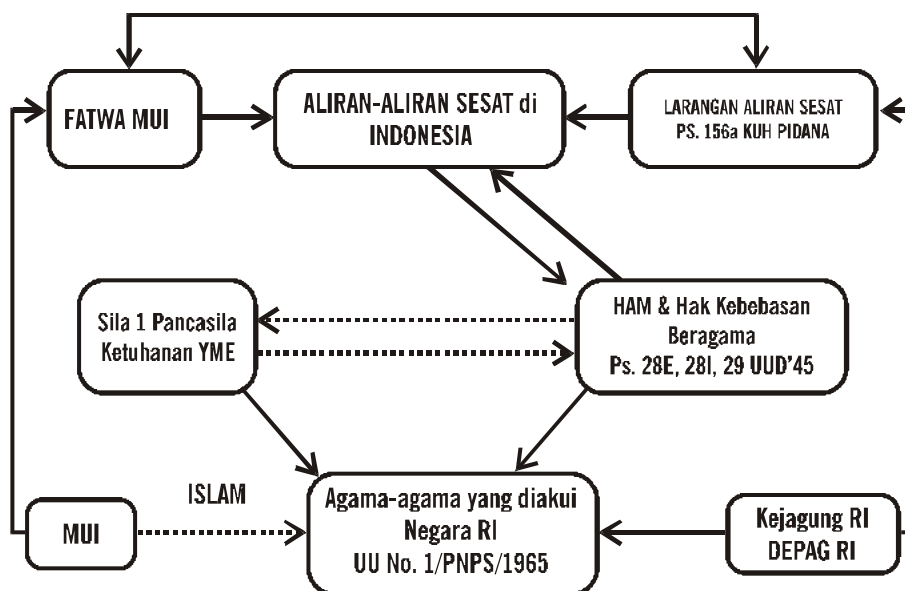 FATWA MUI
ALIRAN-ALIRAN SESAT di
INDONESIA
LARANGAN ALIRAN SESAT
PS. 156a KUH PIDANA
Sila 1 Pancasila
Ketuhanan YME
HAM & Hak Kebebasan
Beragama
Ps. 28E, 28I, 29 UUD'45
MUI
ISLAM
Agama-agama yang diakui
Negara RI
UU No. 1/PNPS/1965
Kejagung RI
DEPAG RI